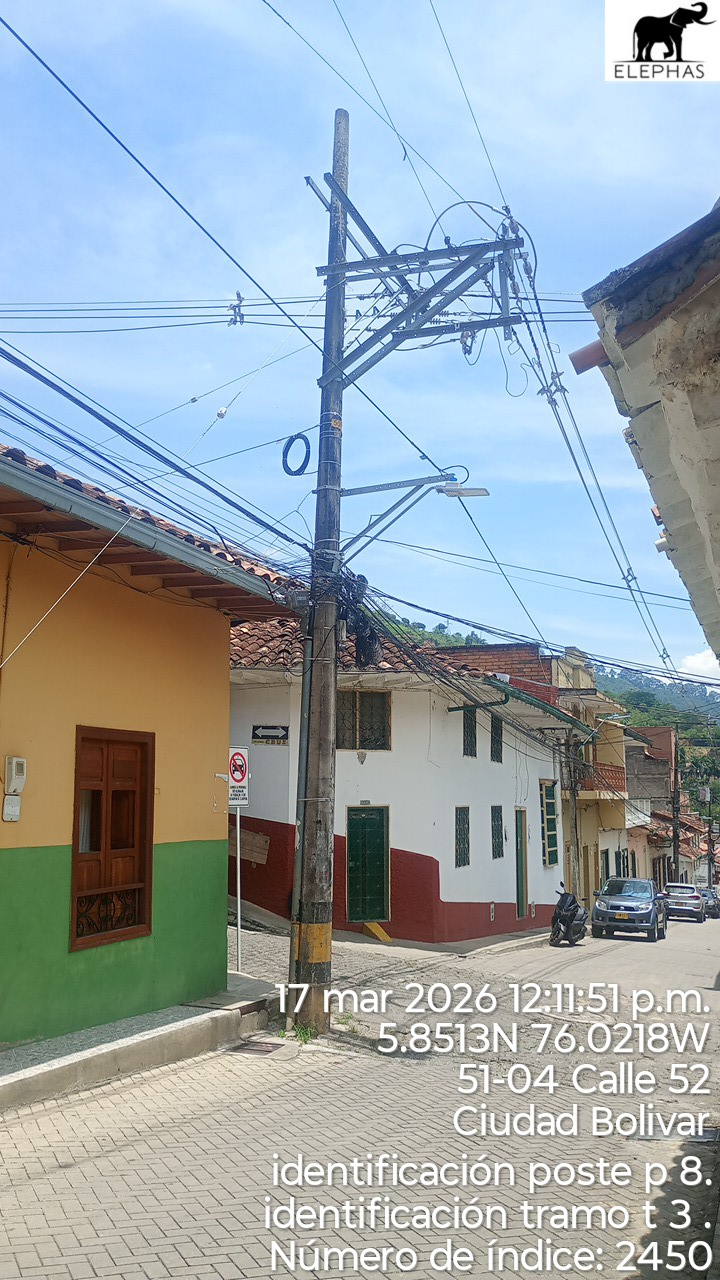 ELEPHAS
CRUZ
17 mar 2026 12:11:51 p.m.
5.8513N 76.0218W
51-04 Calle 52
Ciudad Bolivar
identificación poste p 8.
identificación tramo t 3 .
Número de índice: 2450